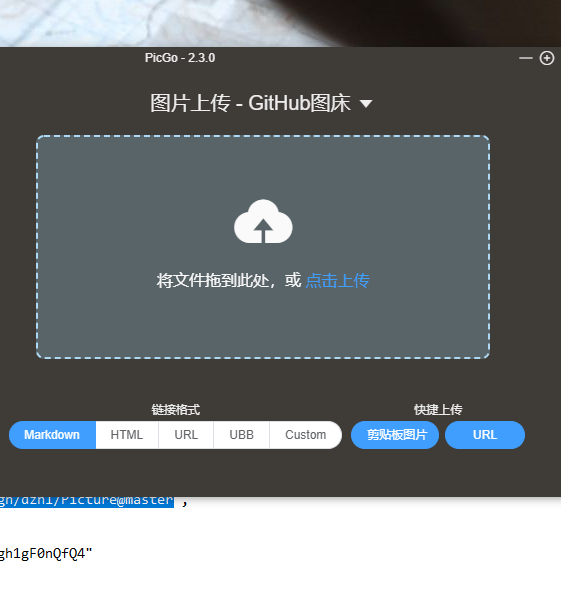 PicGo - 2.3.0
图片上传 - GitHub图床
将文件拖到此处，或 点击上传
链接格式 快捷上传
Markdown HTML URL UBB Custom 剪贴板图片 URL
gh/dzhi/Picture@master",
gh1gF0nQfQ4"